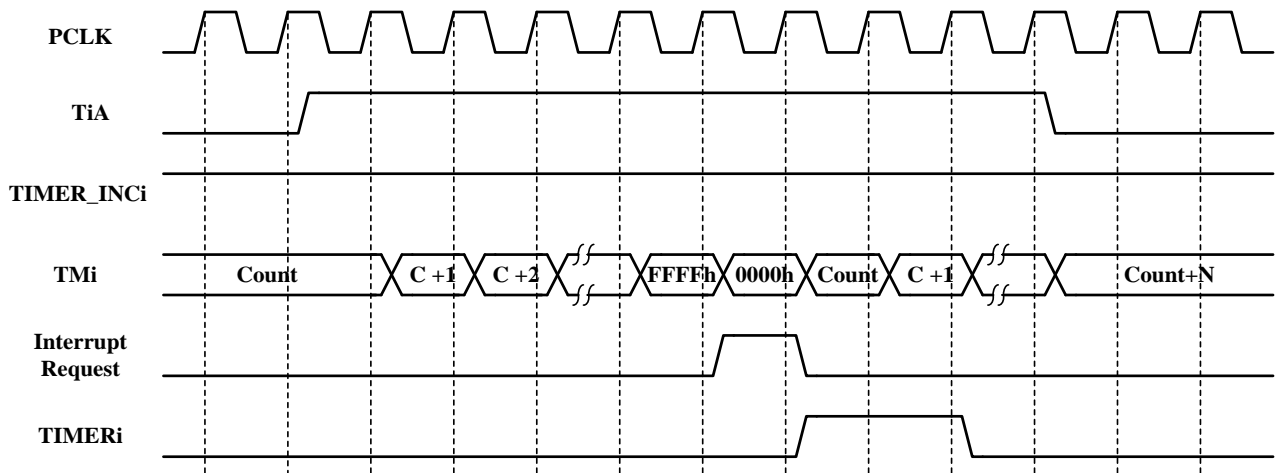 PCLK
TiA
TIMER_INCi
TMi
Count
C +1
C +2
FFFFh
0000h
Count
C +1
Count+N
Interrupt
Request
TIMERi